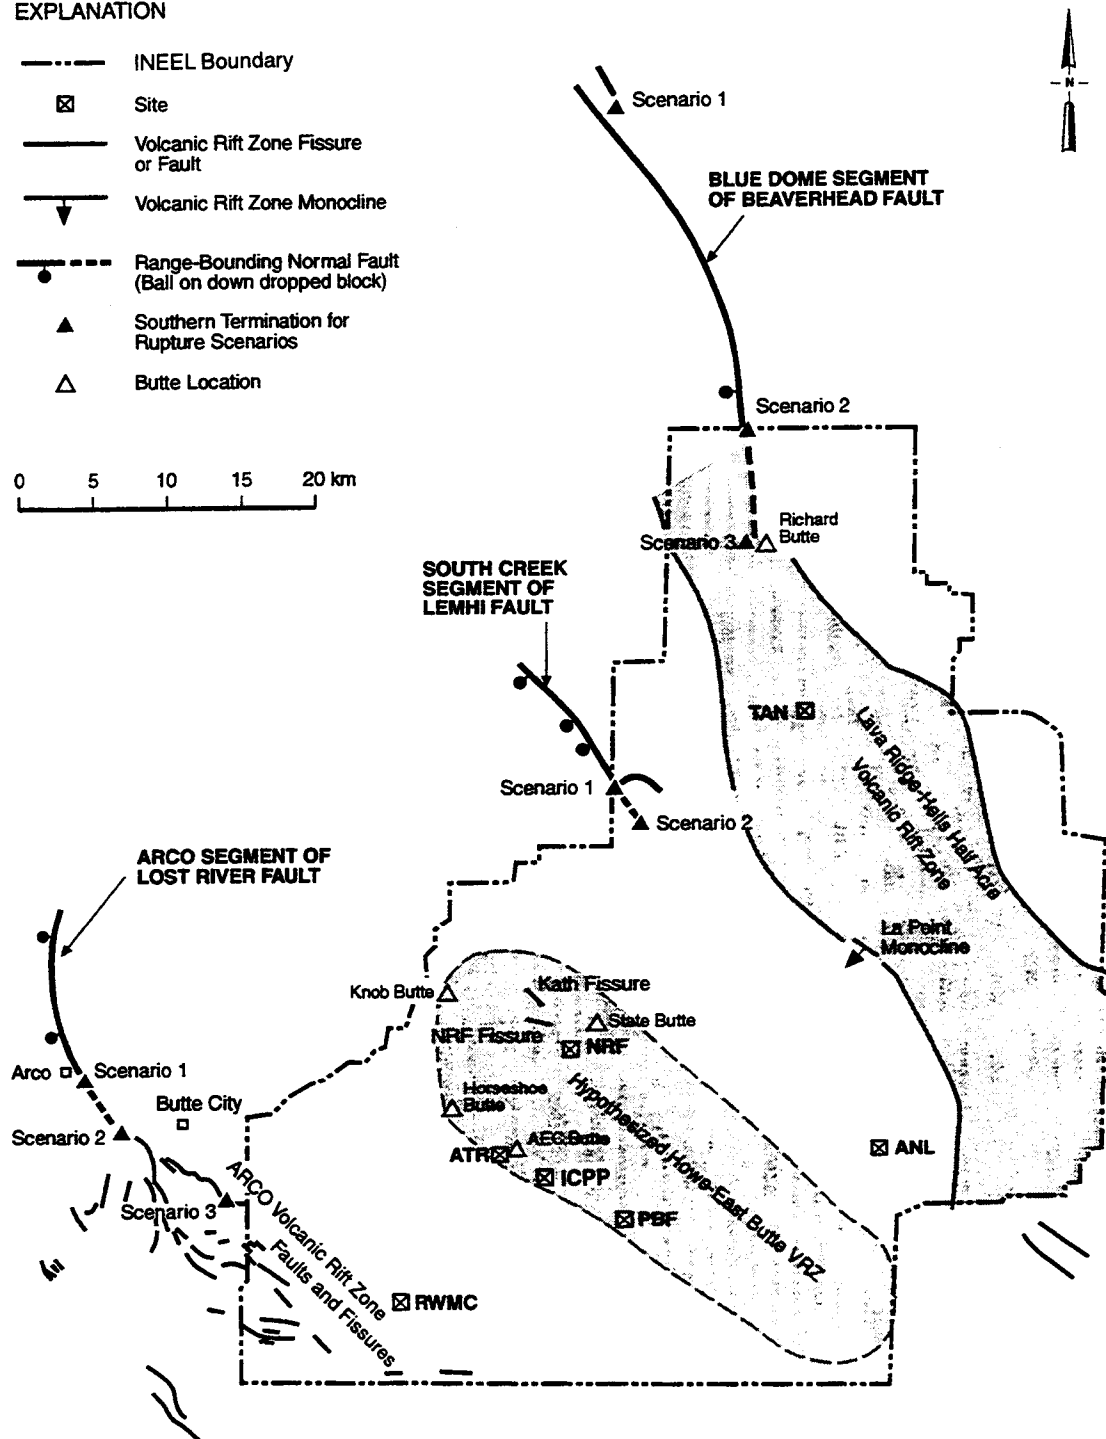 EXPLANATION
INEEL Boundary
Site
Volcanic Rift Zone Fissure
or Fault
Volcanic Rift Zone Monocline
Range-Bounding Normal Fault
(Ball on down dropped block)
Southern Termination for
Rupture Scenarios
Butte Location
0 5 10 15 20 km
N
Scenario 1
BLUE DOME SEGMENT
OF BEAVERHEAD FAULT
Scenario 2
Richard
Butte
Scenario 3
SOUTH CREEK
SEGMENT OF
LEMHI FAULT
TAN
Lava Ridge-Hells Half Acre
Volcanic Rift Zone
Scenario 1
Scenario 2
ARCO SEGMENT OF
LOST RIVER FAULT
La Point
Monocline
Knob Butte
Kath Fissure
State Butte
NRF Fissure
NRF
Arco
Scenario 1
Horseshoe
Butte
Butte City
Scenario 2
Hypothesized Howe-East Butte VRZ
AEC Butte
ATR
ANL
ICPP
Scenario 3
PBF
ARCO Volcanic Rift Zone
Faults and Fissures
RWMC